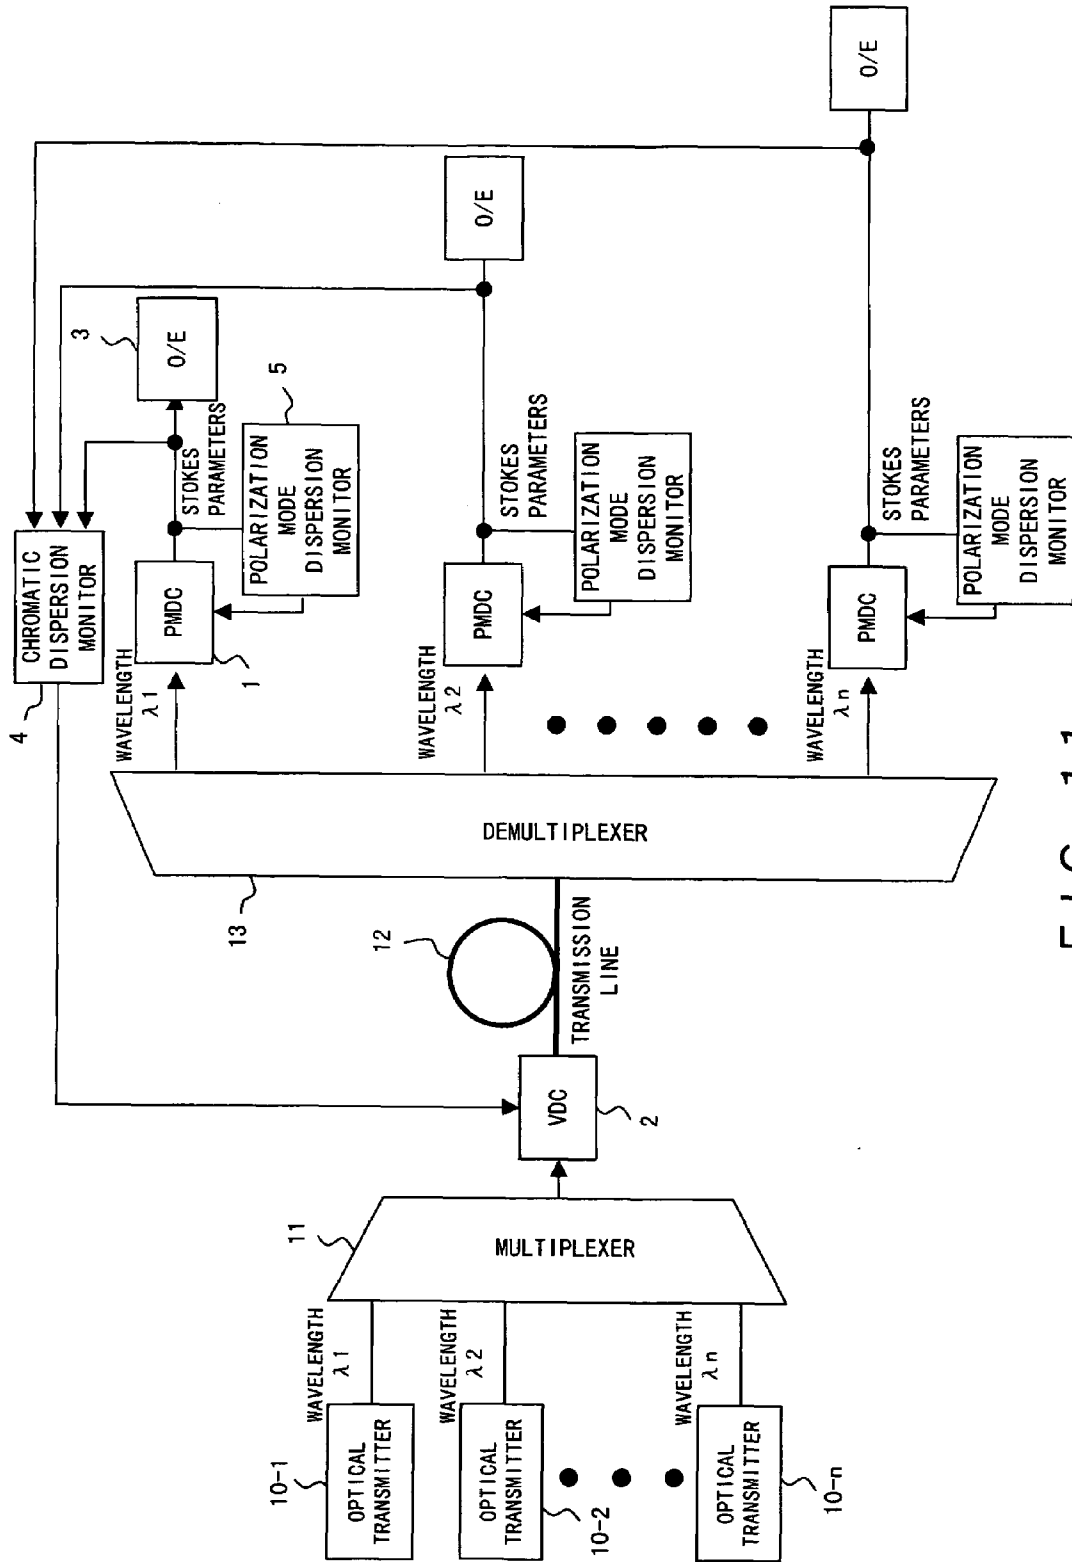 OPTICAL
TRANSMITTER
10-1
WAVELENGTH
λ1
OPTICAL
TRANSMITTER
10-2
WAVELENGTH
λ2
OPTICAL
TRANSMITTER
10-n
WAVELENGTH
λn
MULTIPLEXER
11
VDC
2
12
TRANSMISSION
LINE
DEMULTIPLEXER
13
CHROMATIC
DISPERSION
MONITOR
4
WAVELENGTH
λ1
PMDC
1
STOKES
PARAMETERS
POLARIZATION
MODE
DISPERSION
MONITOR
5
O/E
3
WAVELENGTH
λ2
PMDC
STOKES
PARAMETERS
POLARIZATION
MODE
DISPERSION
MONITOR
O/E
WAVELENGTH
λn
PMDC
STOKES
PARAMETERS
POLARIZATION
MODE
DISPERSION
MONITOR
O/E
FIG. 11